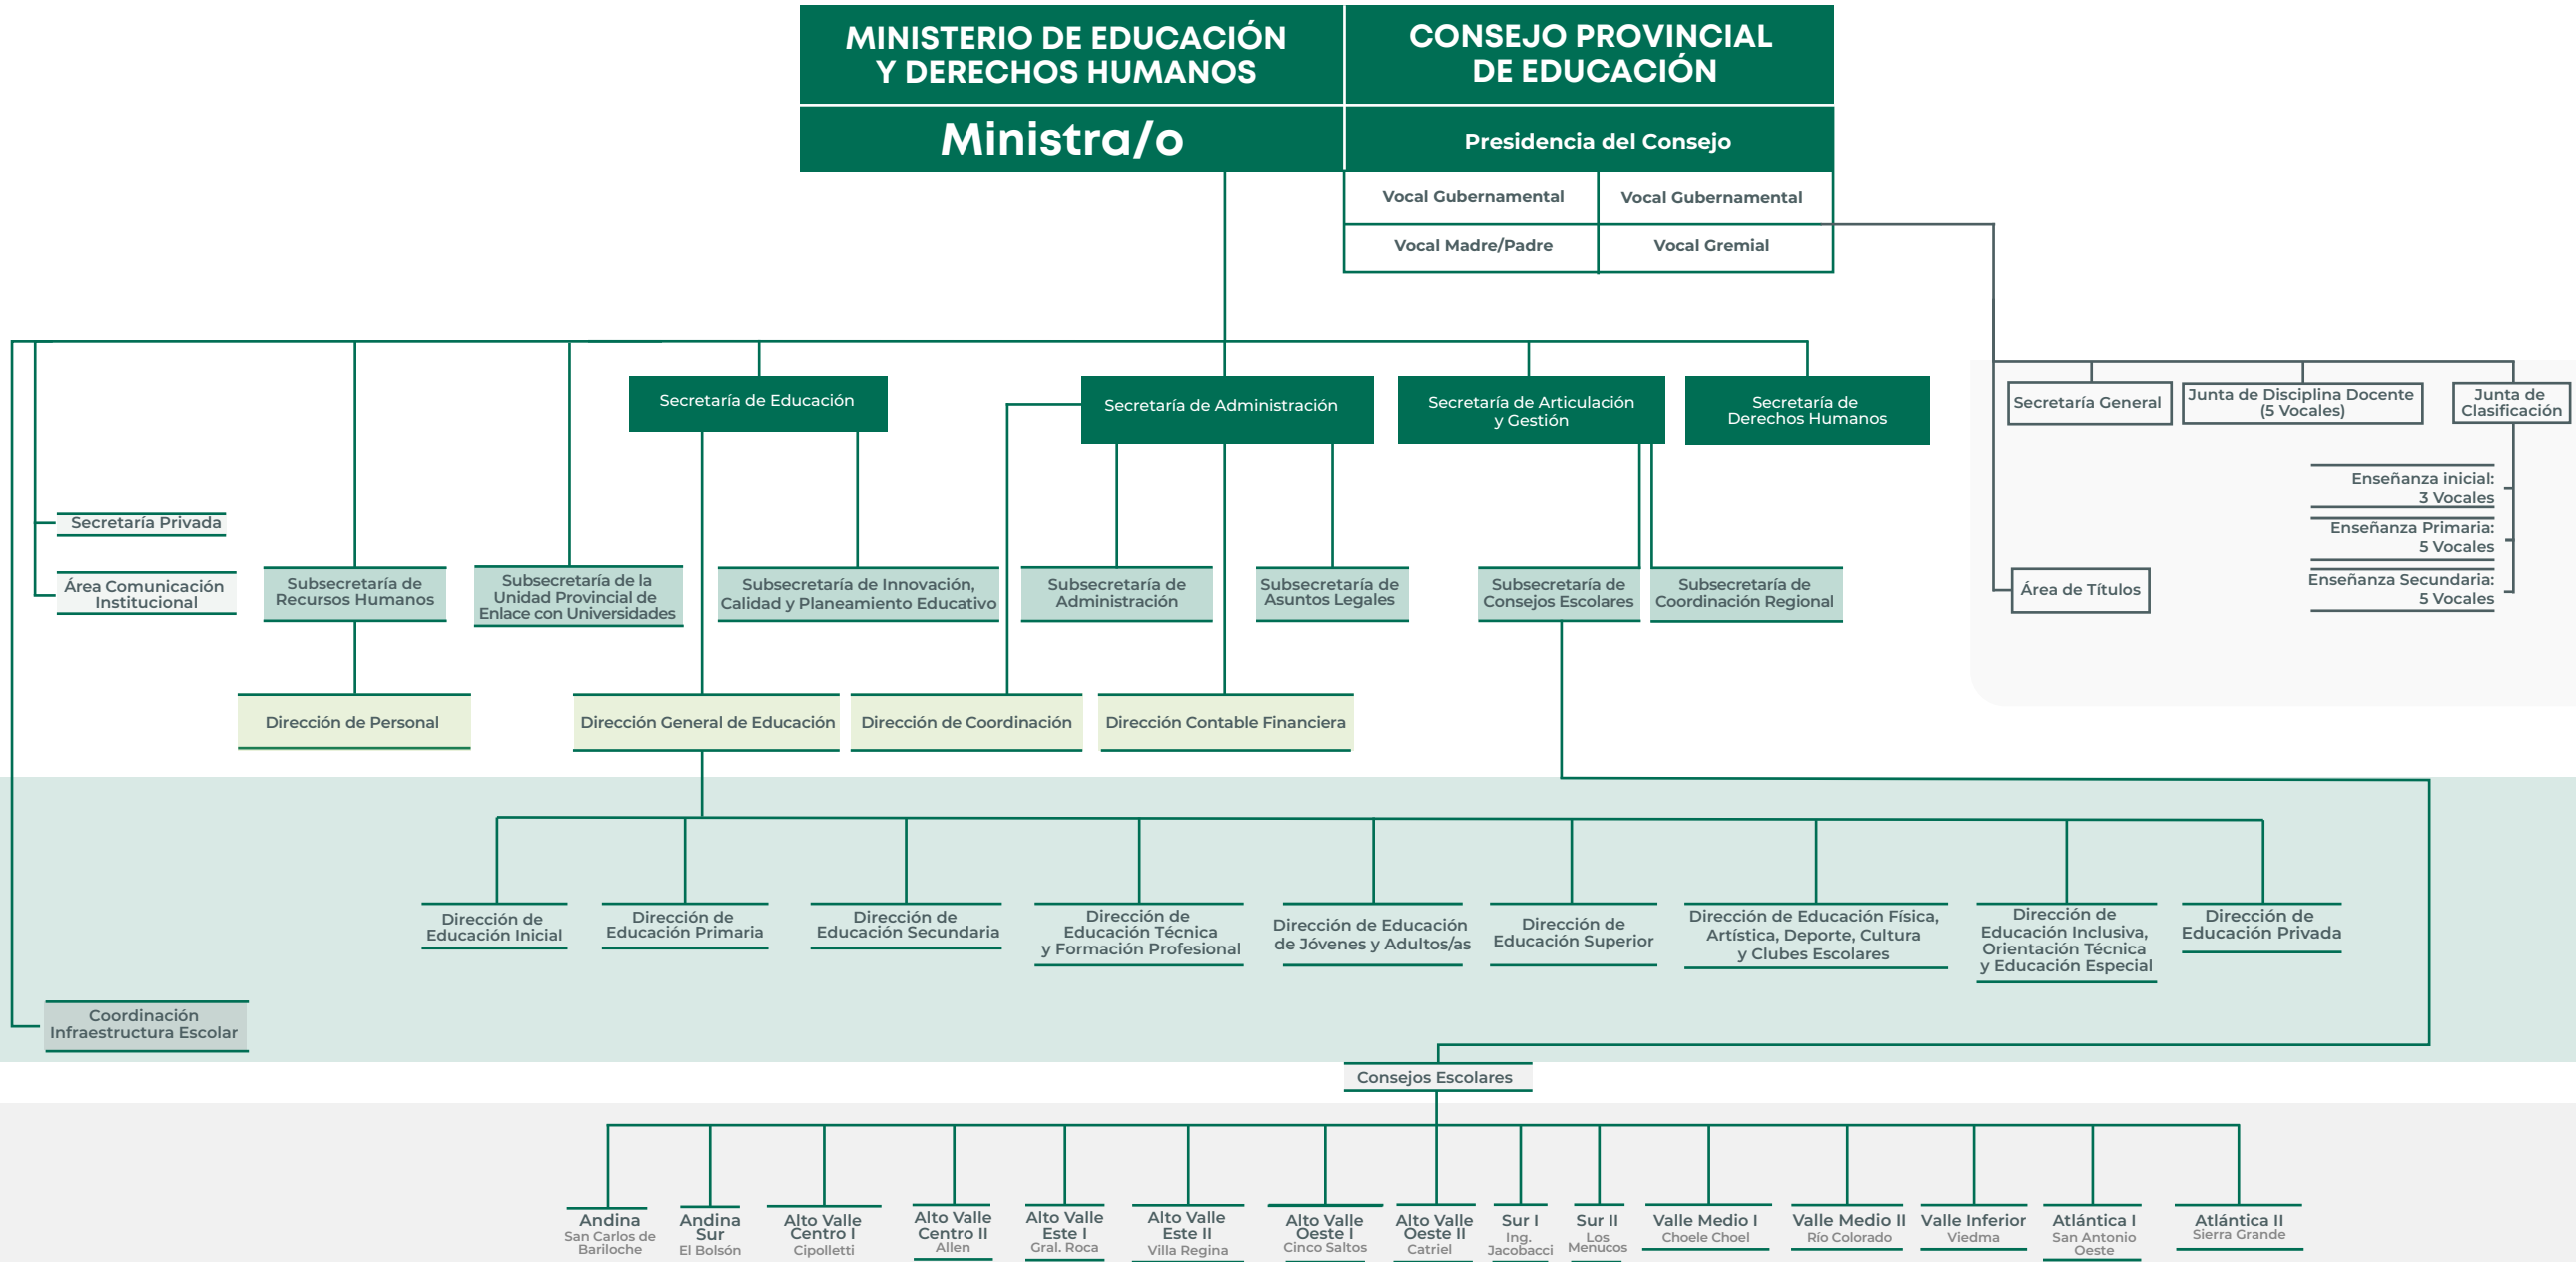 MINISTERIO DE EDUCACIÓN
Y DERECHOS HUMANOS
CONSEJO PROVINCIAL
DE EDUCACIÓN
Ministra/o
Presidencia del Consejo
Vocal Gubernamental
Vocal Gubernamental
Vocal Madre/Padre
Vocal Gremial
Secretaría de Educación
Secretaría de Administración
Secretaría de Articulación
y Gestión
Secretaría de
Derechos Humanos
Secretaría General
Junta de Disciplina Docente
(5 Vocales)
Junta de
Clasificación
Enseñanza inicial:
3 Vocales
Enseñanza Primaria:
5 Vocales
Enseñanza Secundaria:
5 Vocales
Área de Títulos
Secretaría Privada
Área Comunicación
Institucional
Subsecretaría de
Recursos Humanos
Subsecretaría de la
Unidad Provincial de
Enlace con Universidades
Subsecretaría de Innovación,
Calidad y Planeamiento Educativo
Subsecretaría de
Administración
Subsecretaría de
Asuntos Legales
Subsecretaría de
Consejos Escolares
Subsecretaría de
Coordinación Regional
Dirección de Personal
Dirección General de Educación
Dirección de Coordinación
Dirección Contable Financiera
Dirección de
Educación Inicial
Dirección de
Educación Primaria
Dirección de
Educación Secundaria
Dirección de
Educación Técnica
y Formación Profesional
Dirección de Educación
de Jóvenes y Adultos/as
Dirección de
Educación Superior
Dirección de Educación Física,
Artística, Deporte, Cultura
y Clubes Escolares
Dirección de
Educación Inclusiva,
Orientación Técnica
y Educación Especial
Dirección de
Educación Privada
Coordinación
Infraestructura Escolar
Consejos Escolares
Andina
San Carlos de
Bariloche
Andina
Sur
El Bolsón
Alto Valle
Centro I
Cipolletti
Alto Valle
Centro II
Allen
Alto Valle
Este I
Gral. Roca
Alto Valle
Este II
Villa Regina
Alto Valle
Oeste I
Cinco Saltos
Alto Valle
Oeste II
Catriel
Sur I
Ing.
Jacobacci
Sur II
Los
Menucos
Valle Medio I
Choele Choel
Valle Medio II
Río Colorado
Valle Inferior
Viedma
Atlántica I
San Antonio
Oeste
Atlántica II
Sierra Grande